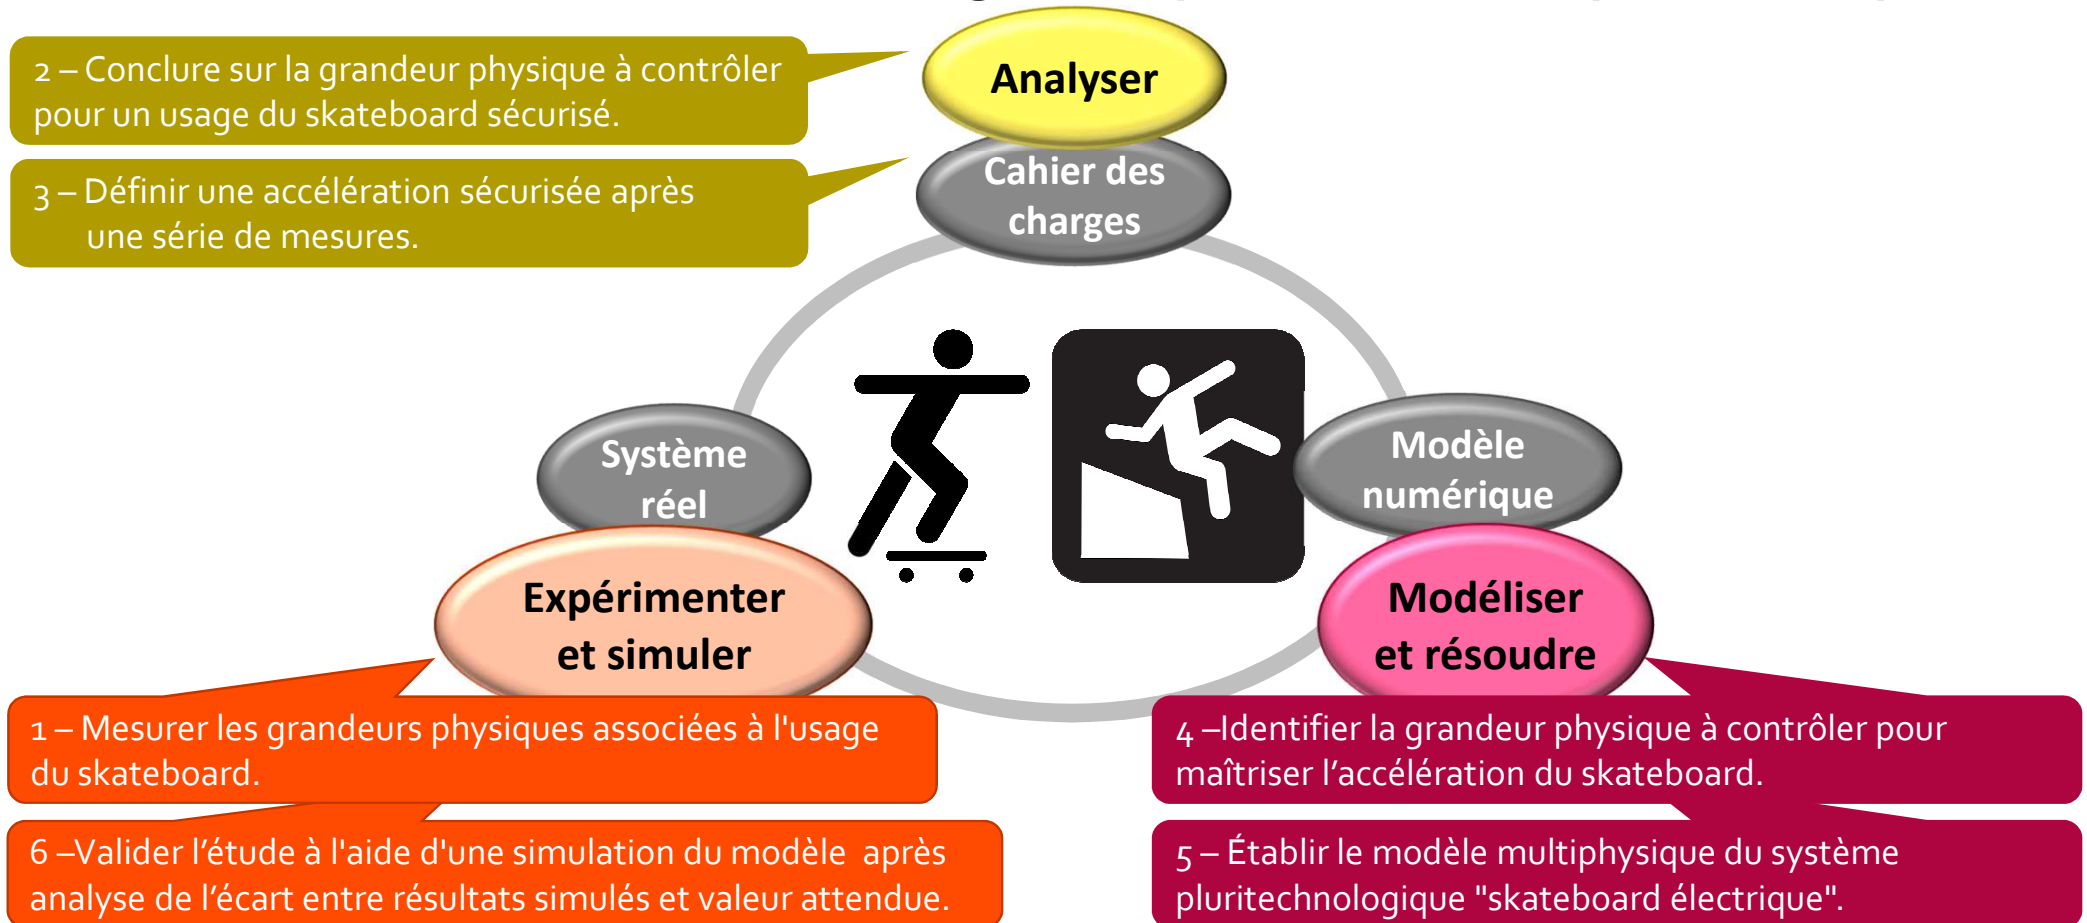 2 – Conclure sur la grandeur physique à contrôler
pour un usage du skateboard sécurisé.
3 – Définir une accélération sécurisée après
une série de mesures.
Analyser
Cahier des
charges
Système
réel
Modèle
numérique
Expérimenter
et simuler
Modéliser
et résoudre
1 – Mesurer les grandeurs physiques associées à l'usage
du skateboard.
6 –Valider l’étude à l'aide d'une simulation du modèle après
analyse de l’écart entre résultats simulés et valeur attendue.
4 –Identifier la grandeur physique à contrôler pour
maîtriser l’accélération du skateboard.
5 – Établir le modèle multiphysique du système
pluritechnologique "skateboard électrique".